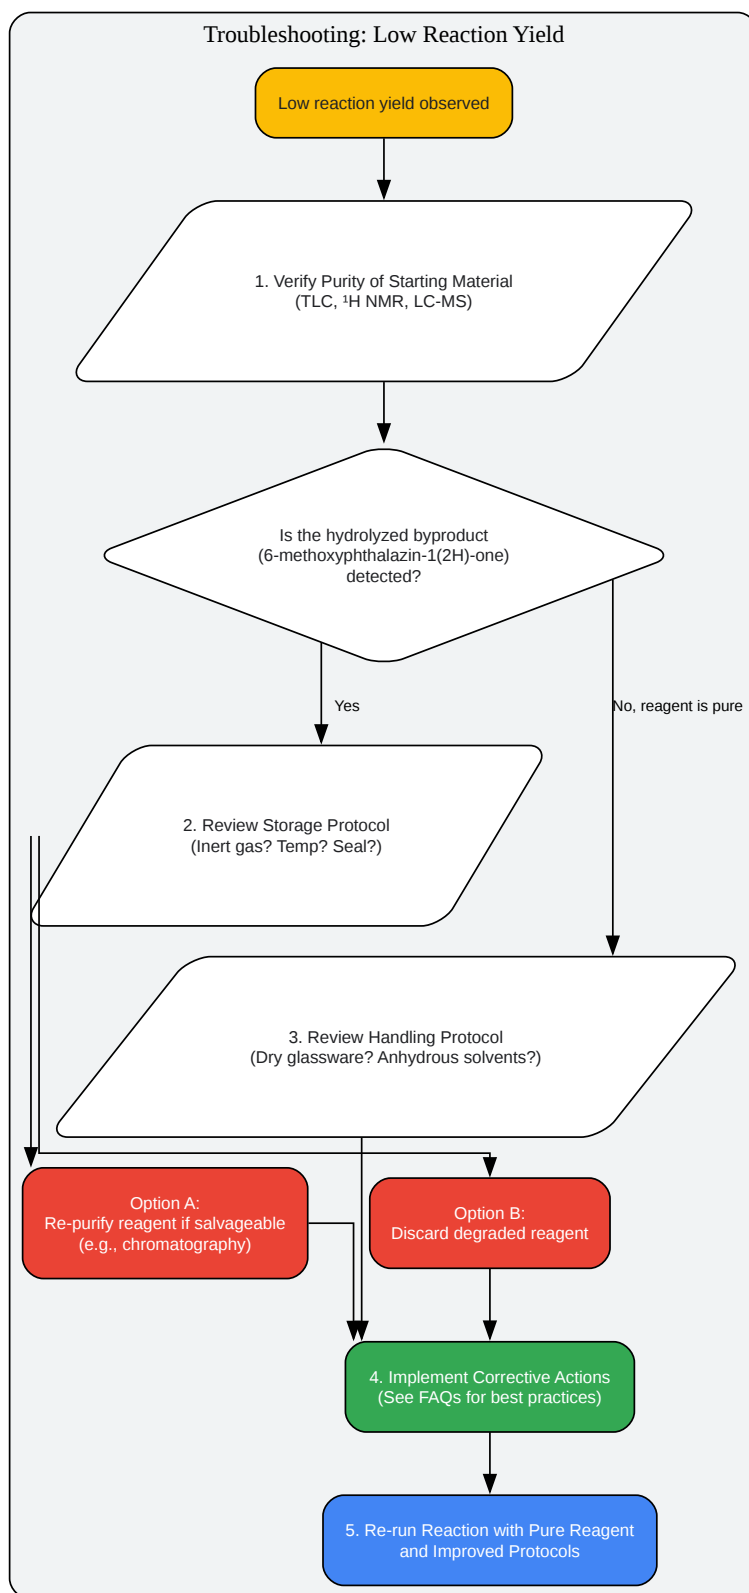 Troubleshooting: Low Reaction Yield
Low reaction yield observed
1. Verify Purity of Starting Material
(TLC, ¹H NMR, LC-MS)
Is the hydrolyzed byproduct
(6-methoxyphthalazin-1(2H)-one)
detected?
Yes
No, reagent is pure
2. Review Storage Protocol
(Inert gas? Temp? Seal?)
3. Review Handling Protocol
(Dry glassware? Anhydrous solvents?)
Option A:
Re-purify reagent if salvageable
(e.g., chromatography)
Option B:
Discard degraded reagent
4. Implement Corrective Actions
(See FAQs for best practices)
5. Re-run Reaction with Pure Reagent
and Improved Protocols